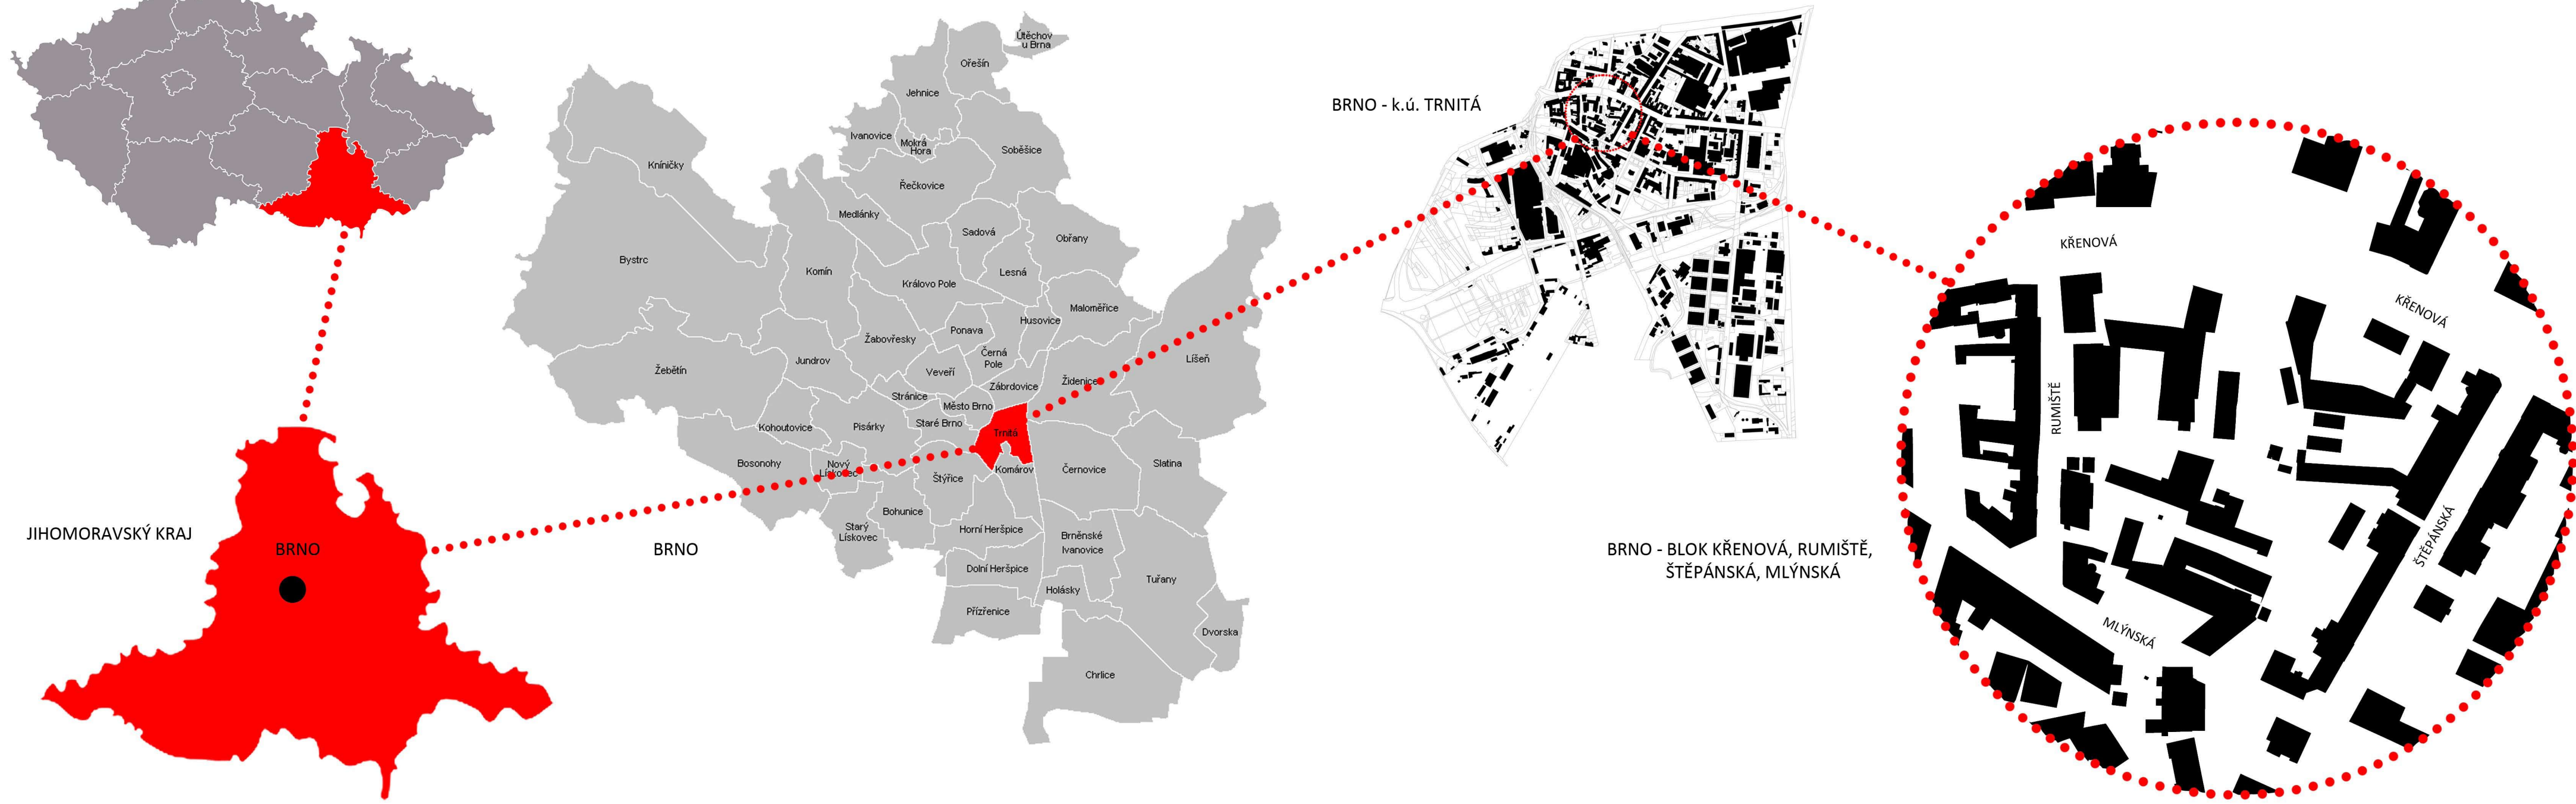 JIHOMORAVSKÝ KRAJ
BRNO
BRNO
Útěchov
u Brna
Ořešín
Jehnice
Ivanovice
Mokrá
Hora
Soběšice
Kníničky
Řečkovice
Medlánky
Sadová
Obřany
Bystrc
Komín
Lesná
Královo Pole
Maloměřice
Husovice
Ponava
Žabovřesky
Černá
Pole
Líšeň
Jundrov
Žebětín
Veveří
Židenice
Zábrdovice
Stránice
Město Brno
Staré Brno
Pisárky
Kohoutovice
Trnitá
Bosonohy
Nový
Lískovec
Štýřice
Komárov
Černovice
Slatina
Bohunice
Starý
Lískovec
Horní Heršpice
Brněnské
Ivanovice
Dolní Heršpice
Tuřany
Holásky
Přízřenice
Dvorska
Chrlice
BRNO - k.ú. TRNITÁ
BRNO - BLOK KŘENOVÁ, RUMIŠTĚ,
ŠTĚPÁNSKÁ, MLÝNSKÁ
KŘENOVÁ
KŘENOVÁ
RUMIŠTĚ
ŠTĚPÁNSKÁ
MLÝNSKÁ